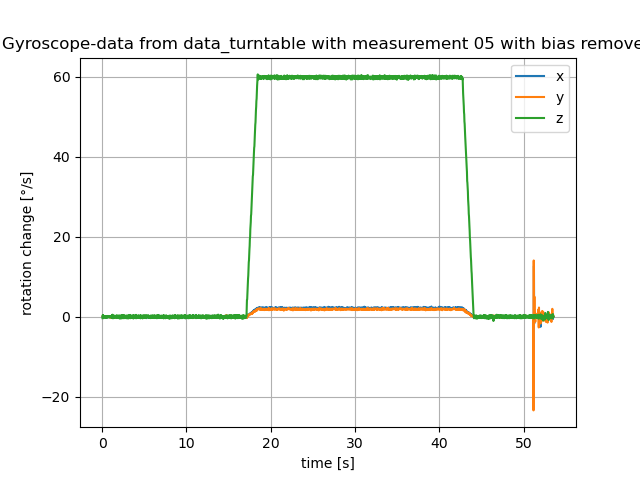 Gyroscope-data from data_turntable with measurement 05 with bias remove
60
40
20
0
−20
0
10
20
30
40
50
rotation change [°/s]
time [s]
x
y
z